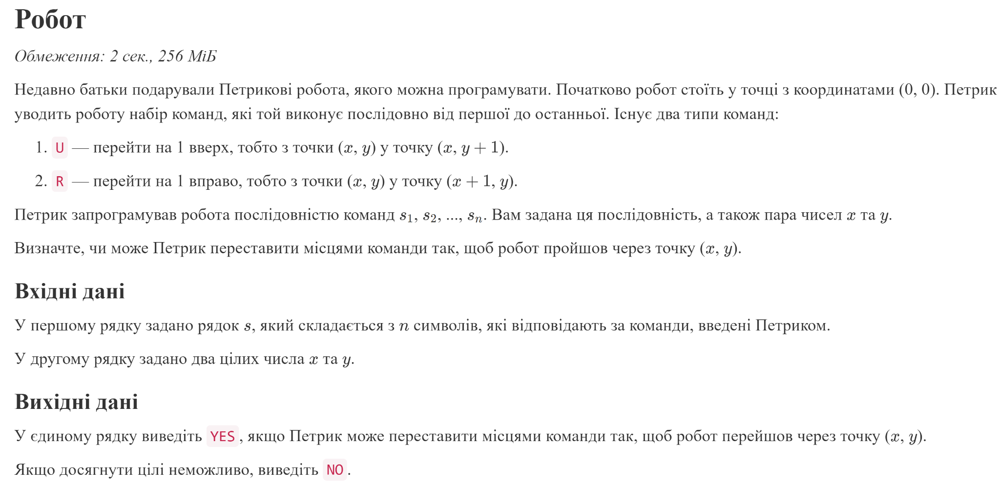 Робот
Обмеження: 2 сек., 256 МіБ
Недавно батьки подарували Петрикові робота, якого можна програмувати. Початково робот стоїть у точці з координатами (0, 0). Петрик
уводить роботу набір команд, які той виконує послідовно від першої до останньої. Існує два типи команд:
1. U — перейти на 1 вверх, тобто з точки (x, y) у точку (x, y + 1).
2. R — перейти на 1 вправо, тобто з точки (x, y) у точку (x + 1, y).
Петрик запрограмував робота послідовністю команд s₁, s₂, ..., sₙ. Вам задана ця послідовність, а також пара чисел x та y.
Визначте, чи може Петрик переставити місцями команди так, щоб робот пройшов через точку (x, y).
Вхідні дані
У першому рядку задано рядок s, який складається з n символів, які відповідають за команди, введені Петриком.
У другому рядку задано два цілих числа x та y.
Вихідні дані
У єдиному рядку виведіть YES, якщо Петрик може переставити місцями команди так, щоб робот перейшов через точку (x, y).
Якщо досягнути цілі неможливо, виведіть NO.